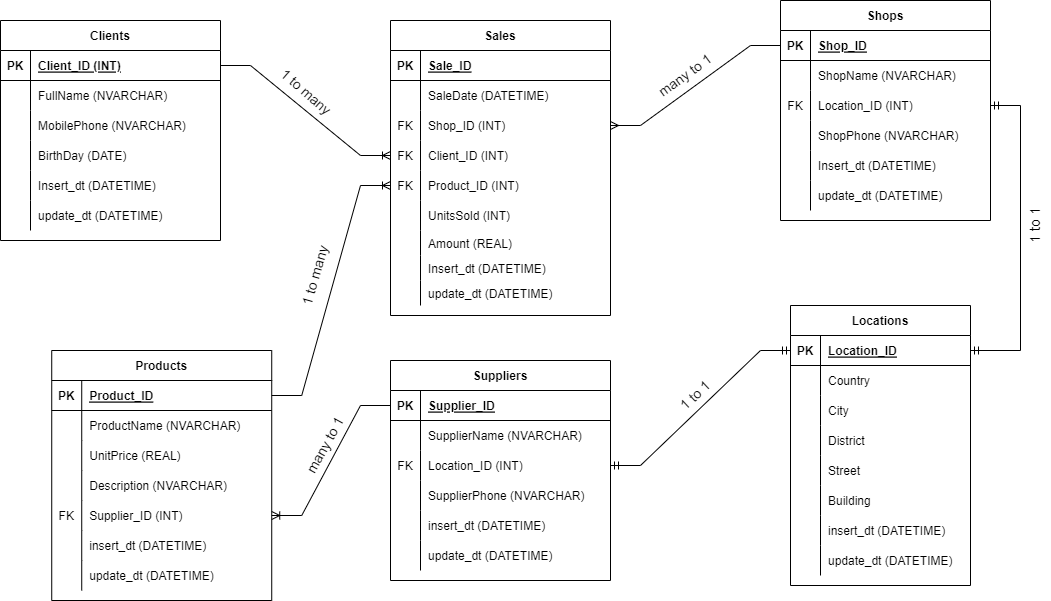 Clients
PK Client_ID (INT)
FullName (NVARCHAR)
MobilePhone (NVARCHAR)
BirthDay (DATE)
Insert_dt (DATETIME)
update_dt (DATETIME)
1 to many
Sales
PK Sale_ID
SaleDate (DATETIME)
FK Shop_ID (INT)
FK Client_ID (INT)
FK Product_ID (INT)
UnitsSold (INT)
Amount (REAL)
Insert_dt (DATETIME)
update_dt (DATETIME)
many to 1
Shops
PK Shop_ID
ShopName (NVARCHAR)
FK Location_ID (INT)
ShopPhone (NVARCHAR)
Insert_dt (DATETIME)
update_dt (DATETIME)
1 to 1
1 to many
Products
PK Product_ID
ProductName (NVARCHAR)
UnitPrice (REAL)
Description (NVARCHAR)
FK Supplier_ID (INT)
insert_dt (DATETIME)
update_dt (DATETIME)
many to 1
Suppliers
PK Supplier_ID
SupplierName (NVARCHAR)
FK Location_ID (INT)
SupplierPhone (NVARCHAR)
insert_dt (DATETIME)
update_dt (DATETIME)
1 to 1
Locations
PK Location_ID
Country
City
District
Street
Building
insert_dt (DATETIME)
update_dt (DATETIME)